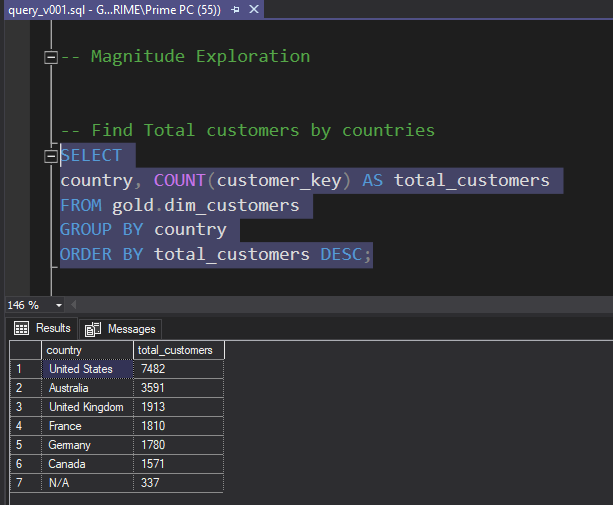 query_v001.sql - G...RIME\Prime PC (55))
-- Magnitude Exploration
-- Find Total customers by countries
SELECT
country, COUNT(customer_key) AS total_customers
FROM gold.dim_customers
GROUP BY country
ORDER BY total_customers DESC;
146 %
Results Messages
country total_customers
1 United States 7482
2 Australia 3591
3 United Kingdom 1913
4 France 1810
5 Germany 1780
6 Canada 1571
7 N/A 337